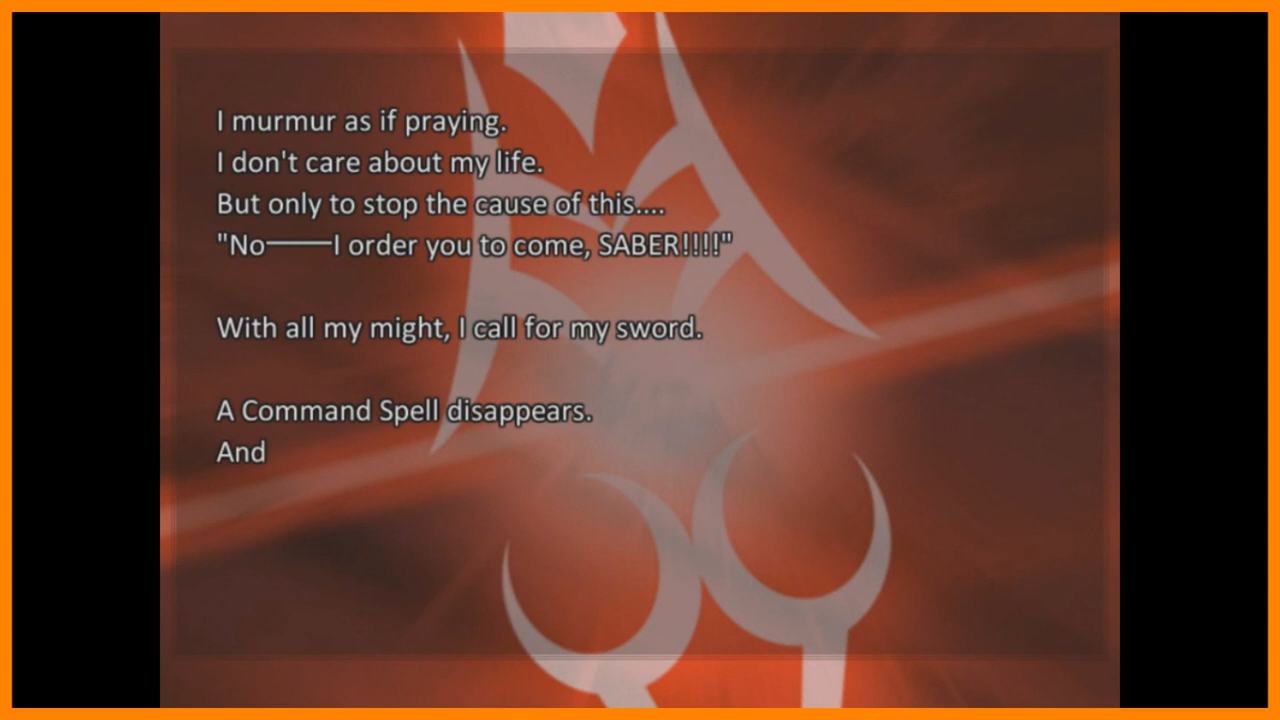 I murmur as if praying.
I don't care about my life.
But only to stop the cause of this....
"No───I order you to come, SABER!!!!"
With all my might, I call for my sword.
A Command Spell disappears.
And